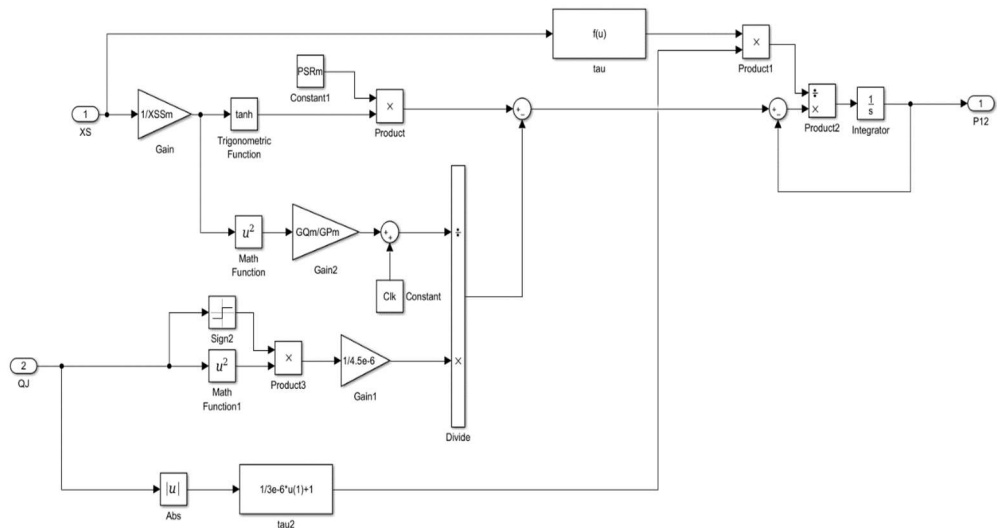 f(u)
tau
×
Product1
PSRm
Constant1
1
XS
1/XSSm
Gain
tanh
Trigonometric
Function
×
Product
+
−
+
−
÷
×
Product2
1
s
Integrator
1
P12
u²
Math
Function
GQm/GPm
Gain2
+
+
Clk
Constant
÷
×
Divide
Sign2
2
QJ
u²
Math
Function1
×
Product3
1/4.5e-6
Gain1
|u|
Abs
1/3e-6*u(1)+1
tau2